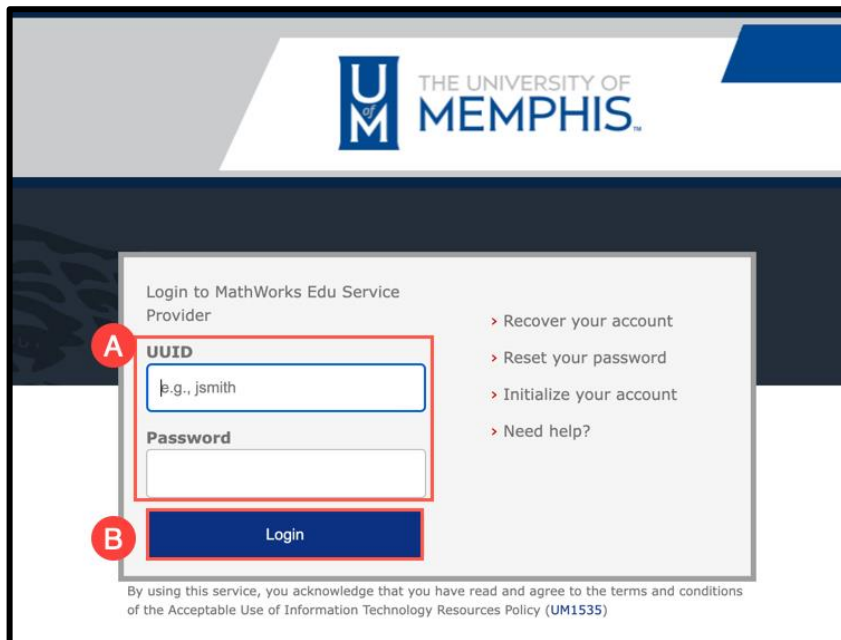 U
of
M
THE UNIVERSITY OF
MEMPHIS™
Login to MathWorks Edu Service
Provider
A
UUID
e.g., jsmith
Password
B
Login
› Recover your account
› Reset your password
› Initialize your account
› Need help?
By using this service, you acknowledge that you have read and agree to the terms and conditions
of the Acceptable Use of Information Technology Resources Policy (UM1535)